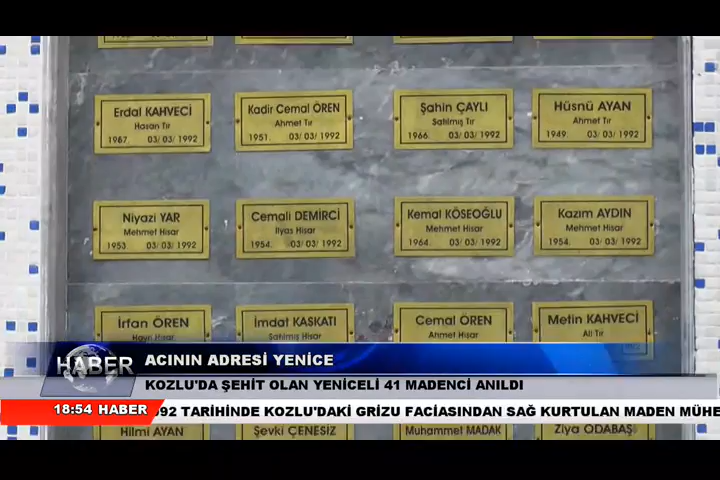 Erdal KAHVECİ
Hasan Tır
1967. 03/ 03/ 1992
Kadir Cemal ÖREN
Ahmet Tır
1951. 03/ 03/ 1992
Şahin ÇAYLI
Satılmış Tır
1966. 03/ 03/ 1992
Hüsnü AYAN
Ahmet Tır
1949. 03/ 03/ 1992
Niyazi YAR
Mehmet Hisar
1953. 03/ 03/ 1992
Cemali DEMİRCİ
İlyas Hisar
1954. 03/ 03/ 1992
Kemal KÖSEOĞLU
Mehmet Hisar
1964. 03/ 03/ 1992
Kazım AYDIN
Mehmet Hisar
1954. 03/ 03/ 1992
İrfan ÖREN
Hayri Hisar
İmdat KASKATI
Satılmış Hisar
Cemal ÖREN
Ahmet Hisar
Metin KAHVECİ
Ali Tır
HABER
ACININ ADRESİ YENİCE
KOZLU'DA ŞEHİT OLAN YENİCELİ 41 MADENCİ ANILDI
18:54 HABER
992 TARİHİNDE KOZLU'DAKİ GRİZU FACİASINDAN SAĞ KURTULAN MADEN MÜHE
Hilmi AYAN
Şevki ÇENESİZ
Muhammet MADAK
Ziya ODABAŞ